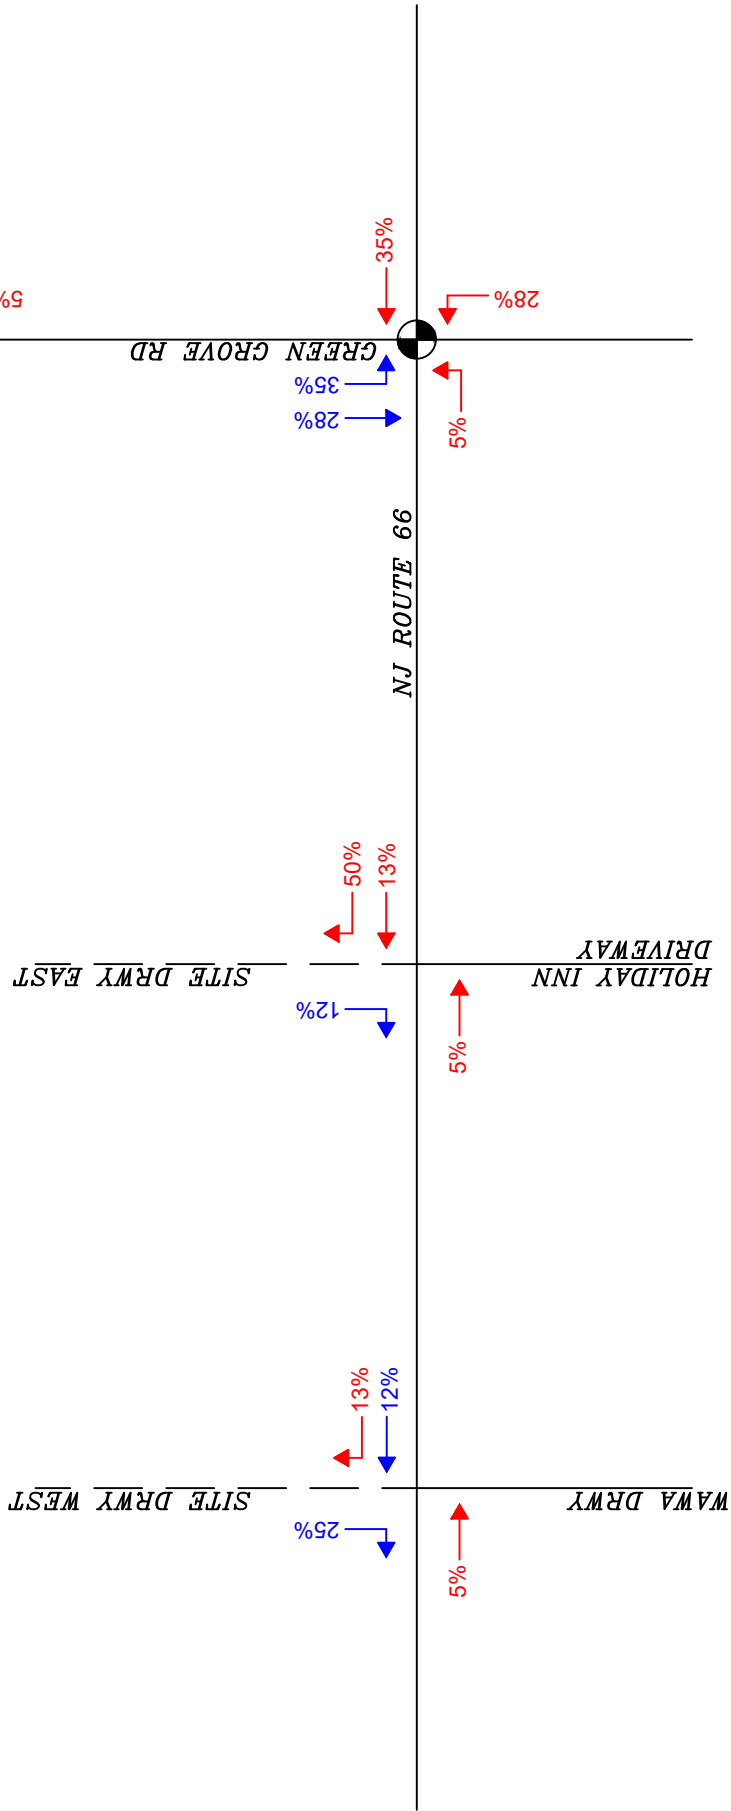 35%
5%
28%
GREEN GROVE RD
35%
28%
5%
NJ ROUTE 66
50%
13%
SITE DRWY EAST
HOLIDAY INN
DRIVEWAY
12%
5%
13%
12%
SITE DRWY WEST
WAWA DRWY
25%
5%